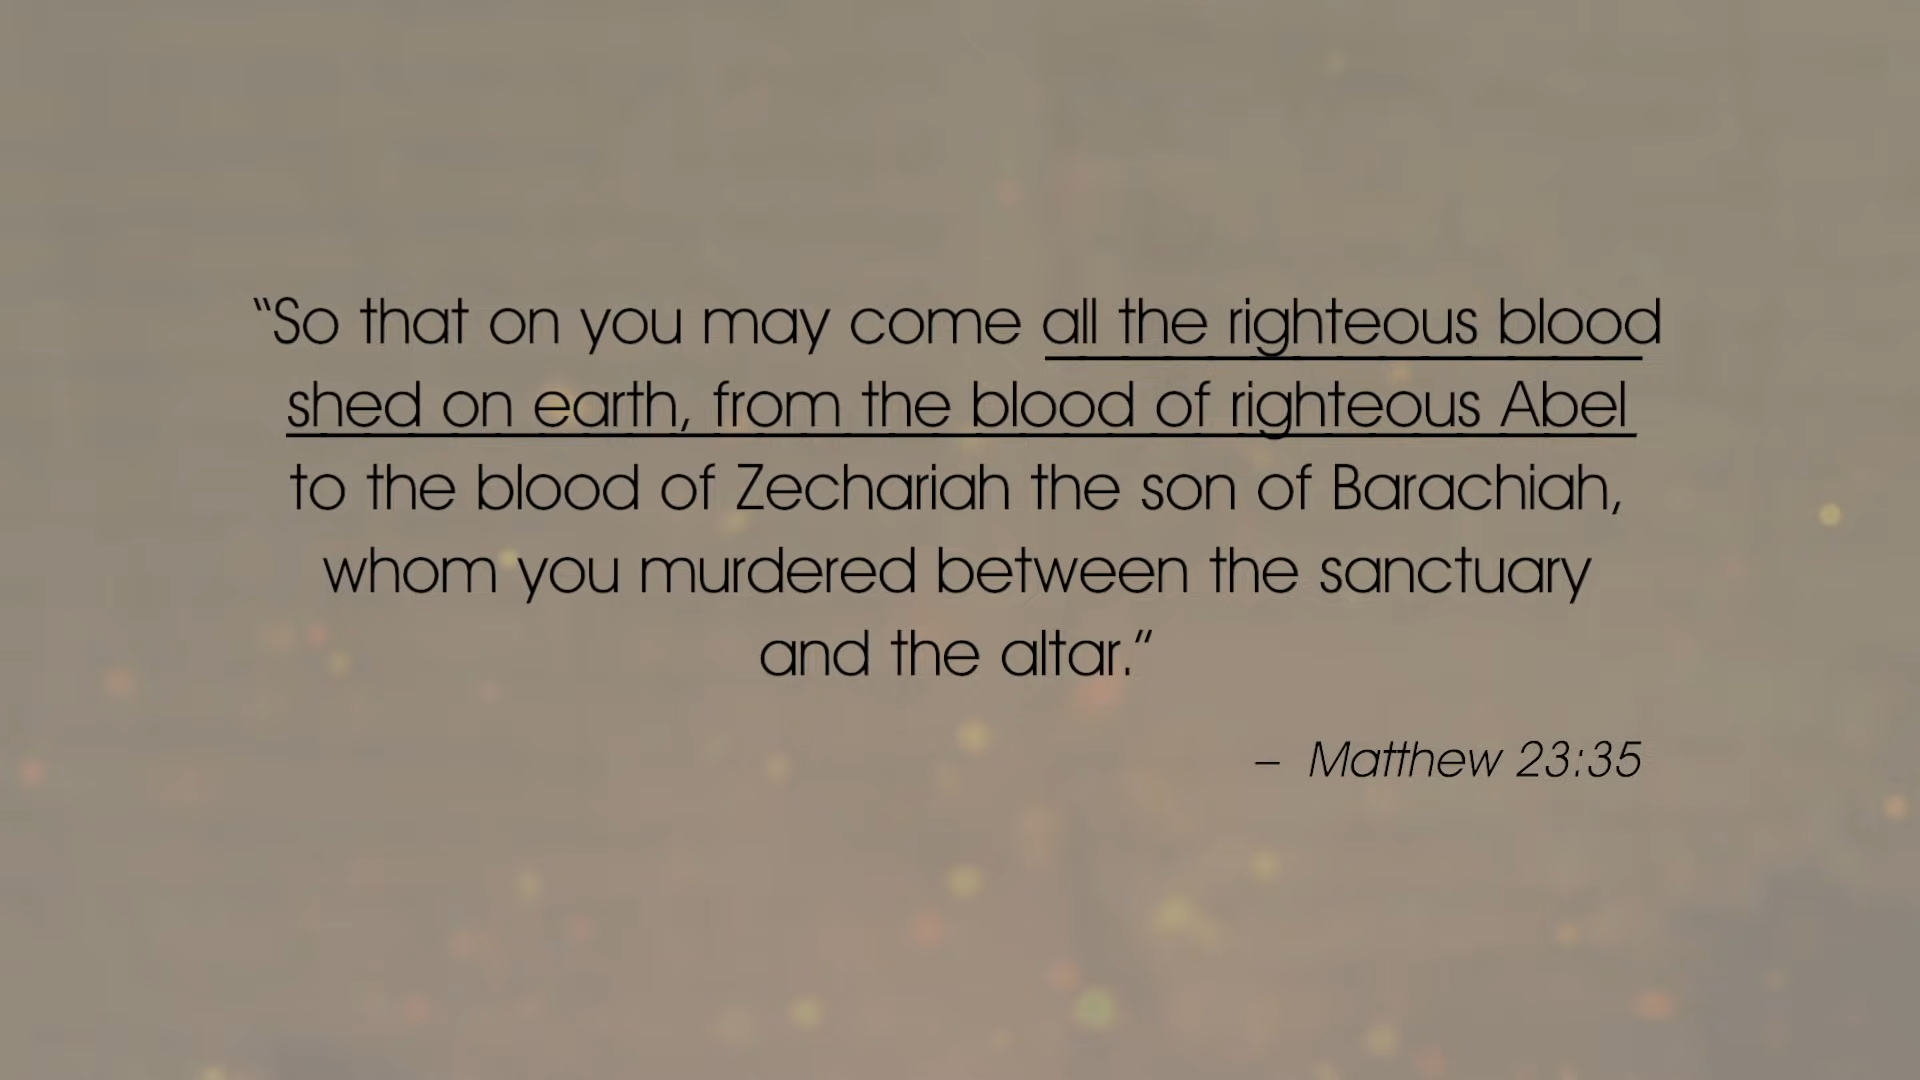 “So that on you may come all the righteous blood
shed on earth, from the blood of righteous Abel
to the blood of Zechariah the son of Barachiah,
whom you murdered between the sanctuary
and the altar.”
– Matthew 23:35